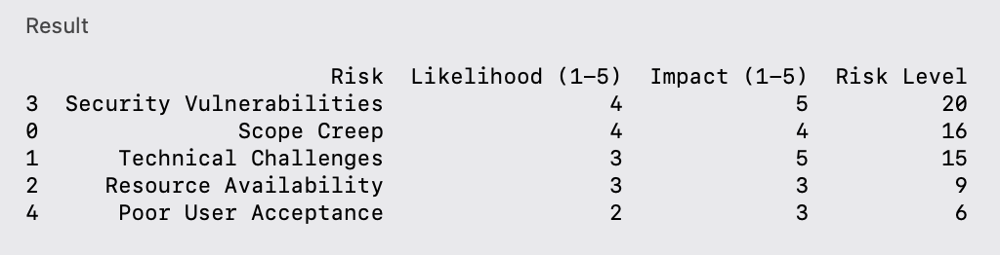 Result
Risk Likelihood (1–5) Impact (1–5) Risk Level
3 Security Vulnerabilities 4 5 20
0 Scope Creep 4 4 16
1 Technical Challenges 3 5 15
2 Resource Availability 3 3 9
4 Poor User Acceptance 2 3 6